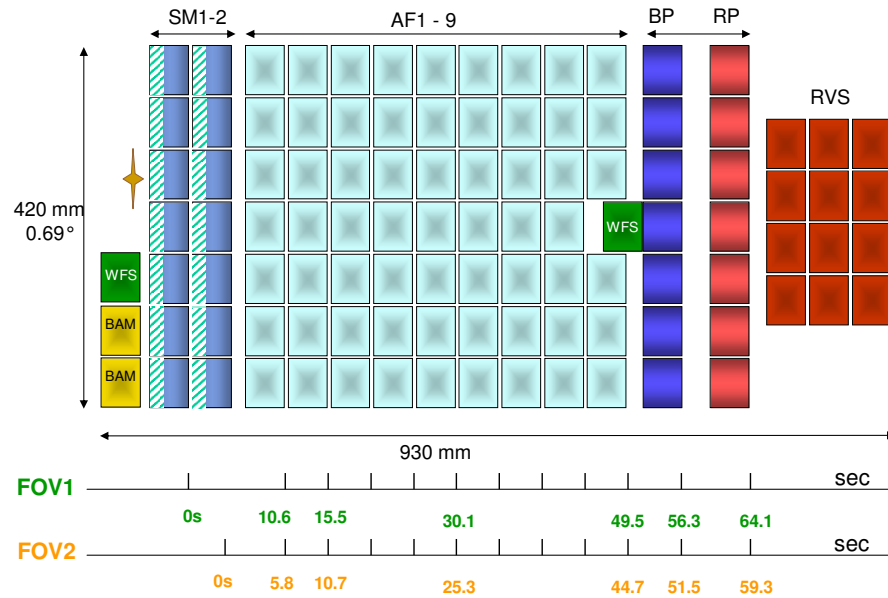 SM1-2
AF1 - 9
BP
RP
RVS
420 mm
0.69°
WFS
WFS
BAM
BAM
930 mm
FOV1
sec
0s
10.6
15.5
30.1
49.5
56.3
64.1
FOV2
sec
0s
5.8
10.7
25.3
44.7
51.5
59.3